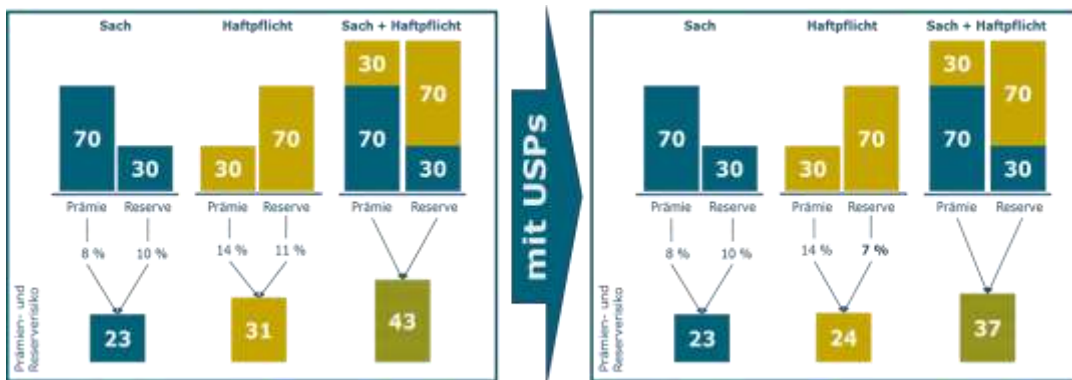 Sach Haftpflicht Sach + Haftpflicht
30
70
70 70 70
30 30 30
Prämie Reserve Prämie Reserve Prämie Reserve
8 % 10 % 14 % 11 %
23 31 43
Prämien- und
Reserverisiko
mit USPs
Sach Haftpflicht Sach + Haftpflicht
30
70
70 70 70
30 30 30
Prämie Reserve Prämie Reserve Prämie Reserve
8 % 10 % 14 % 7 %
23 24 37
Prämien- und
Reserverisiko